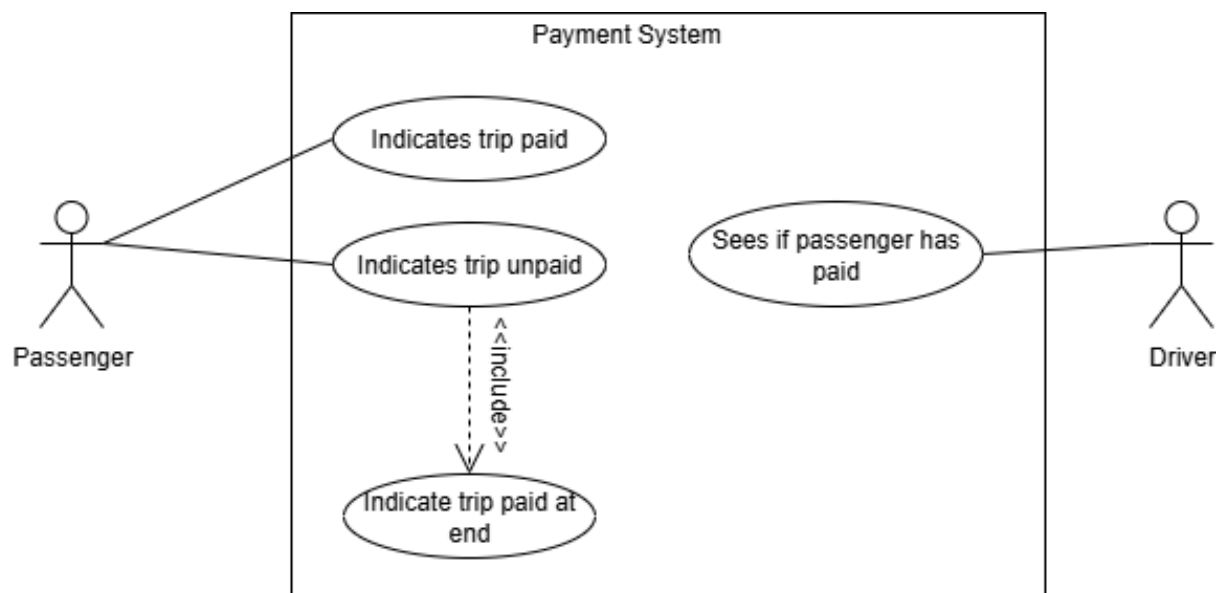 Payment System
Indicates trip paid
Indicates trip unpaid
Sees if passenger has
paid
<<include>>
Passenger
Driver
Indicate trip paid at
end